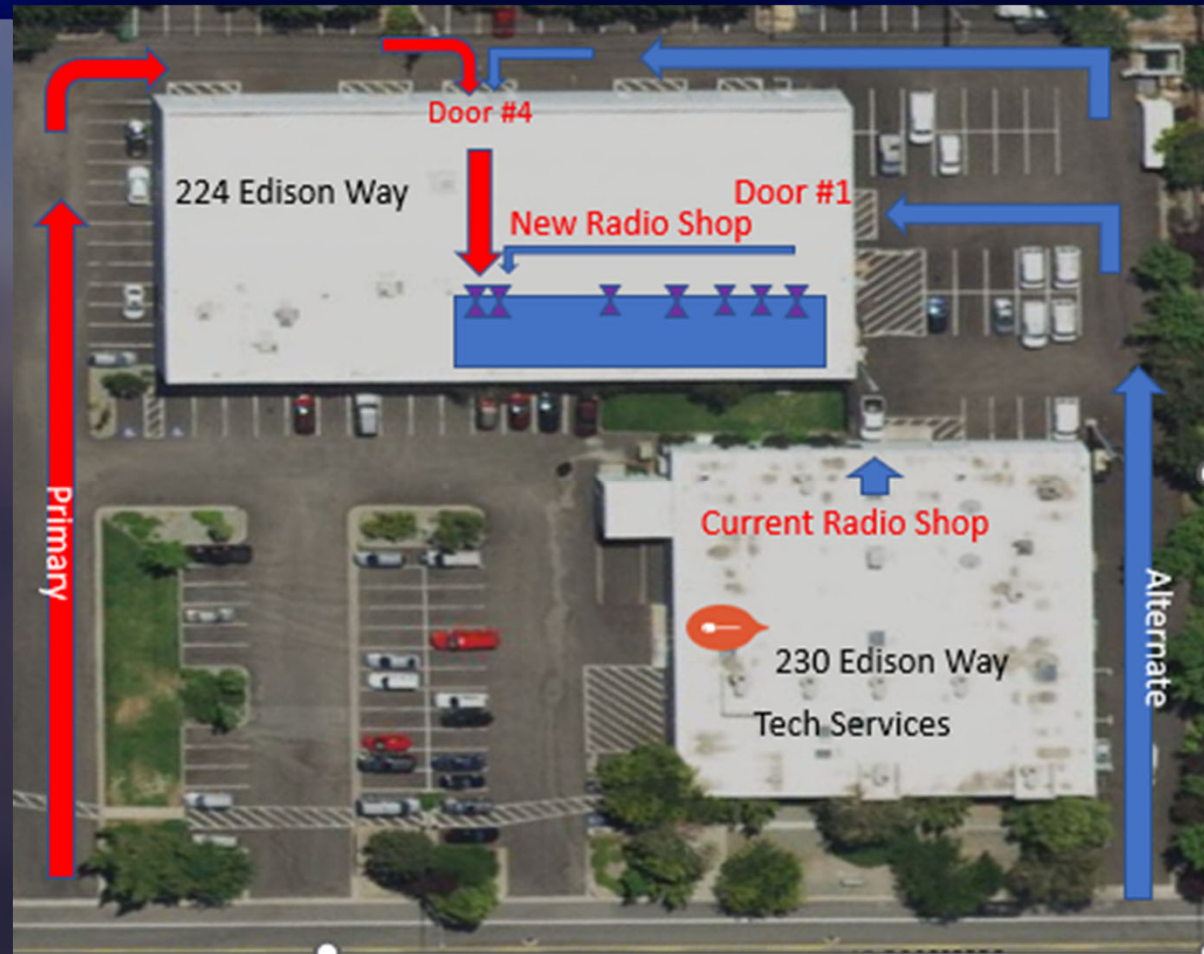 Door #4
224 Edison Way
Door #1
New Radio Shop
Primary
Current Radio Shop
Alternate
230 Edison Way
Tech Services